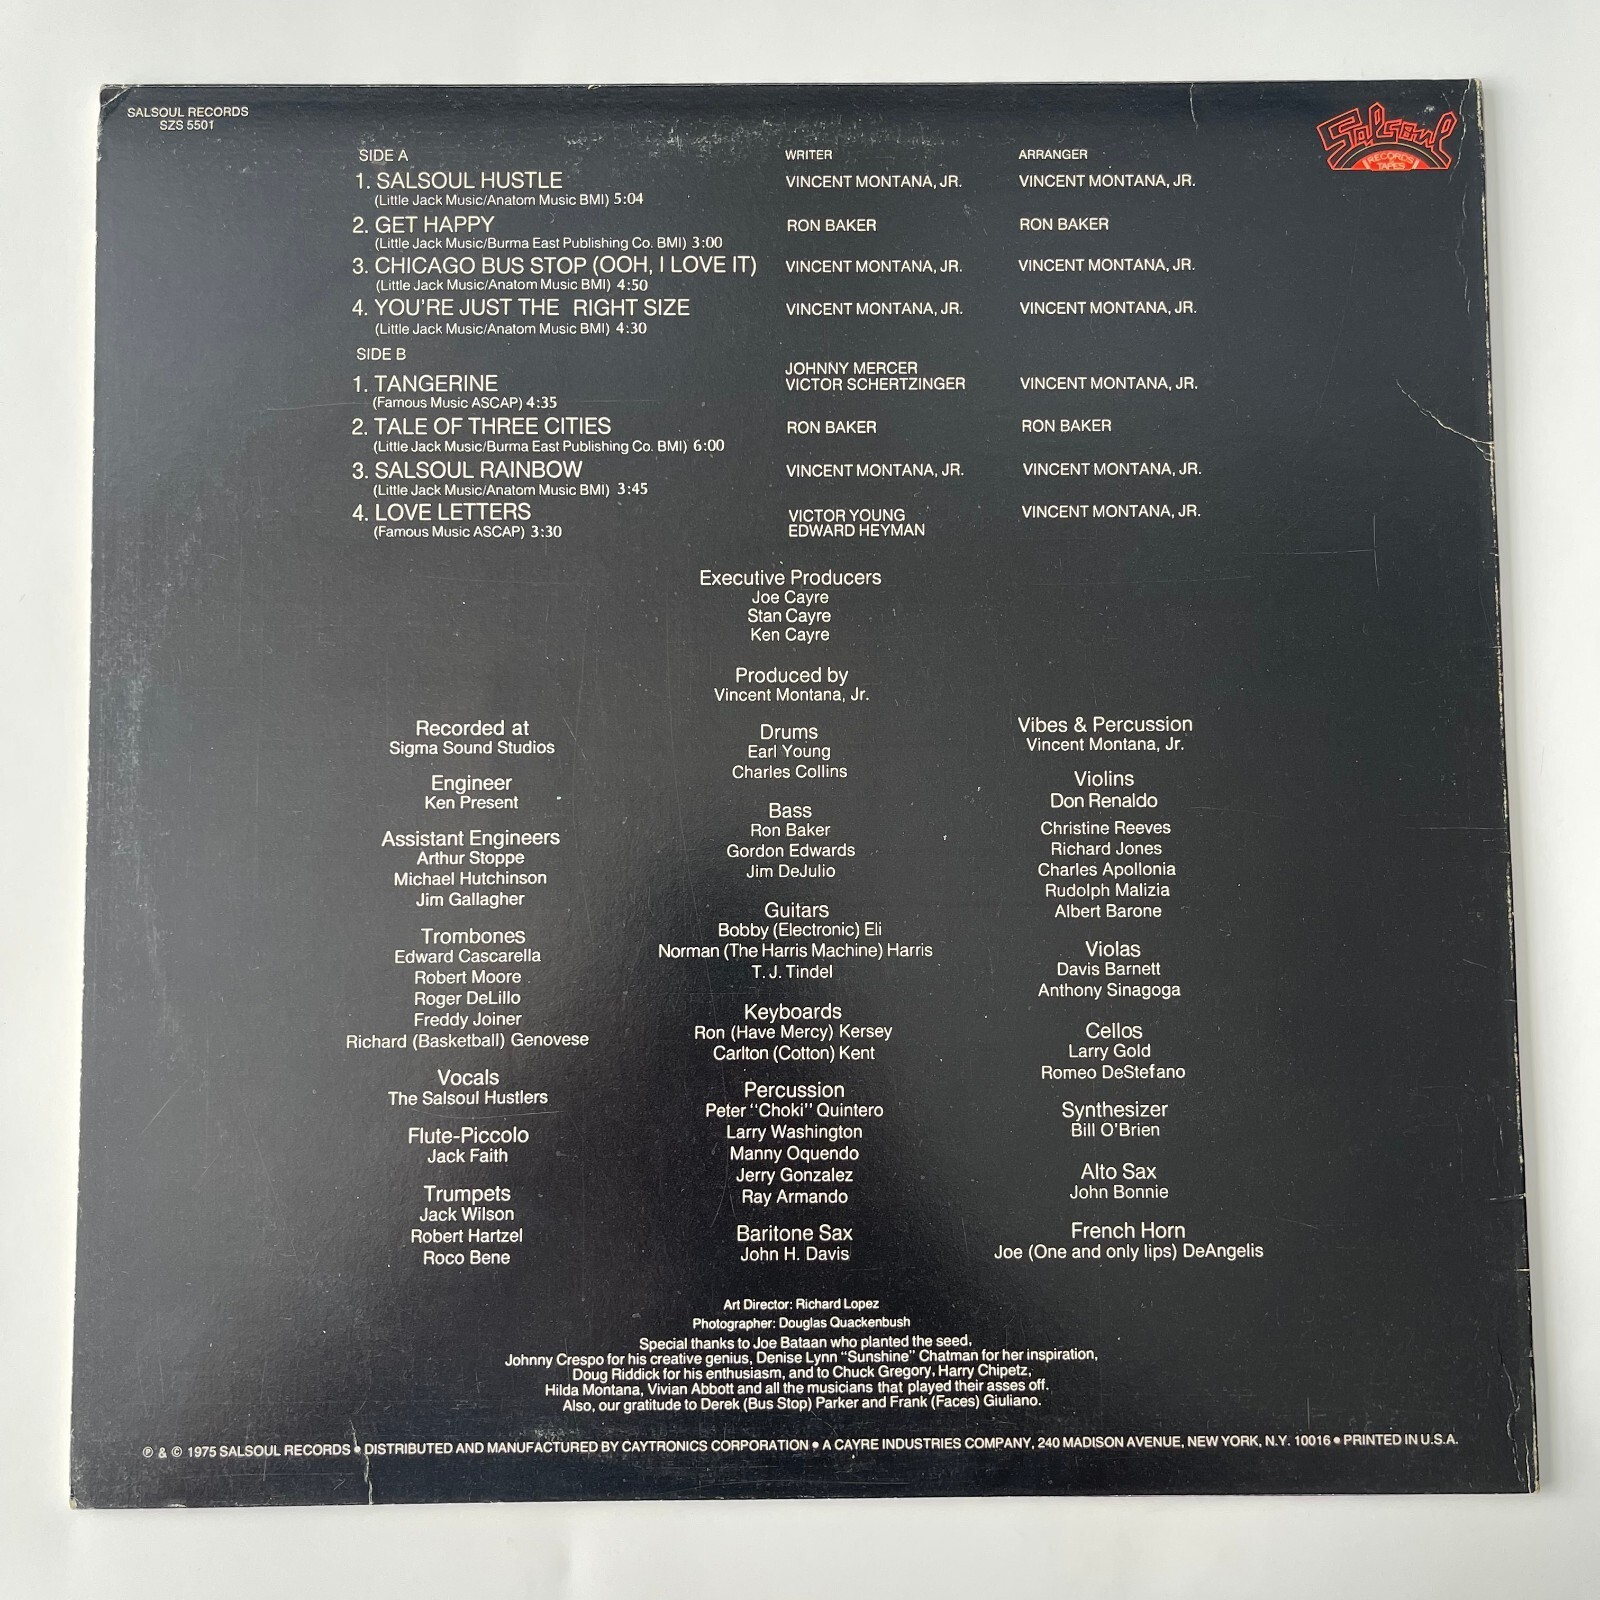 SALSOUL RECORDS
SZS 5501
Salsoul
RECORDS
TAPES
SIDE A WRITER ARRANGER
1. SALSOUL HUSTLE VINCENT MONTANA, JR. VINCENT MONTANA, JR.
(Little Jack Music/Anatom Music BMI) 5:04
2. GET HAPPY RON BAKER RON BAKER
(Little Jack Music/Burma East Publishing Co. BMI) 3:00
3. CHICAGO BUS STOP (OOH, I LOVE IT) VINCENT MONTANA, JR. VINCENT MONTANA, JR.
(Little Jack Music/Anatom Music BMI) 4:50
4. YOU'RE JUST THE RIGHT SIZE VINCENT MONTANA, JR. VINCENT MONTANA, JR.
(Little Jack Music/Anatom Music BMI) 4:30
SIDE B
JOHNNY MERCER
1. TANGERINE VICTOR SCHERTZINGER VINCENT MONTANA, JR.
(Famous Music ASCAP) 4:35
2. TALE OF THREE CITIES RON BAKER RON BAKER
(Little Jack Music/Burma East Publishing Co. BMI) 6:00
3. SALSOUL RAINBOW VINCENT MONTANA, JR. VINCENT MONTANA, JR.
(Little Jack Music/Anatom Music BMI) 3:45
4. LOVE LETTERS VICTOR YOUNG VINCENT MONTANA, JR.
(Famous Music ASCAP) 3:30 EDWARD HEYMAN
Executive Producers
Joe Cayre
Stan Cayre
Ken Cayre
Produced by
Vincent Montana, Jr.
Recorded at
Sigma Sound Studios
Engineer
Ken Present
Assistant Engineers
Arthur Stoppe
Michael Hutchinson
Jim Gallagher
Trombones
Edward Cascarella
Robert Moore
Roger DeLillo
Freddy Joiner
Richard (Basketball) Genovese
Vocals
The Salsoul Hustlers
Flute-Piccolo
Jack Faith
Trumpets
Jack Wilson
Robert Hartzel
Roco Bene
Drums
Earl Young
Charles Collins
Bass
Ron Baker
Gordon Edwards
Jim DeJulio
Guitars
Bobby (Electronic) Eli
Norman (The Harris Machine) Harris
T. J. Tindel
Keyboards
Ron (Have Mercy) Kersey
Carlton (Cotton) Kent
Percussion
Peter "Choki" Quintero
Larry Washington
Manny Oquendo
Jerry Gonzalez
Ray Armando
Baritone Sax
John H. Davis
Vibes & Percussion
Vincent Montana, Jr.
Violins
Don Renaldo
Christine Reeves
Richard Jones
Charles Apollonia
Rudolph Malizia
Albert Barone
Violas
Davis Barnett
Anthony Sinagoga
Cellos
Larry Gold
Romeo DeStefano
Synthesizer
Bill O'Brien
Alto Sax
John Bonnie
French Horn
Joe (One and only lips) DeAngelis
Art Director: Richard Lopez
Photographer: Douglas Quackenbush
Special thanks to Joe Bataan who planted the seed,
Johnny Crespo for his creative genius, Denise Lynn "Sunshine" Chatman for her inspiration,
Doug Riddick for his enthusiasm, and to Chuck Gregory, Harry Chipetz,
Hilda Montana, Vivian Abbott and all the musicians that played their asses off.
Also, our gratitude to Derek (Bus Stop) Parker and Frank (Faces) Giuliano.
℗ & © 1975 SALSOUL RECORDS • DISTRIBUTED AND MANUFACTURED BY CAYTRONICS CORPORATION • A CAYRE INDUSTRIES COMPANY, 240 MADISON AVENUE, NEW YORK, N.Y. 10016 • PRINTED IN U.S.A.